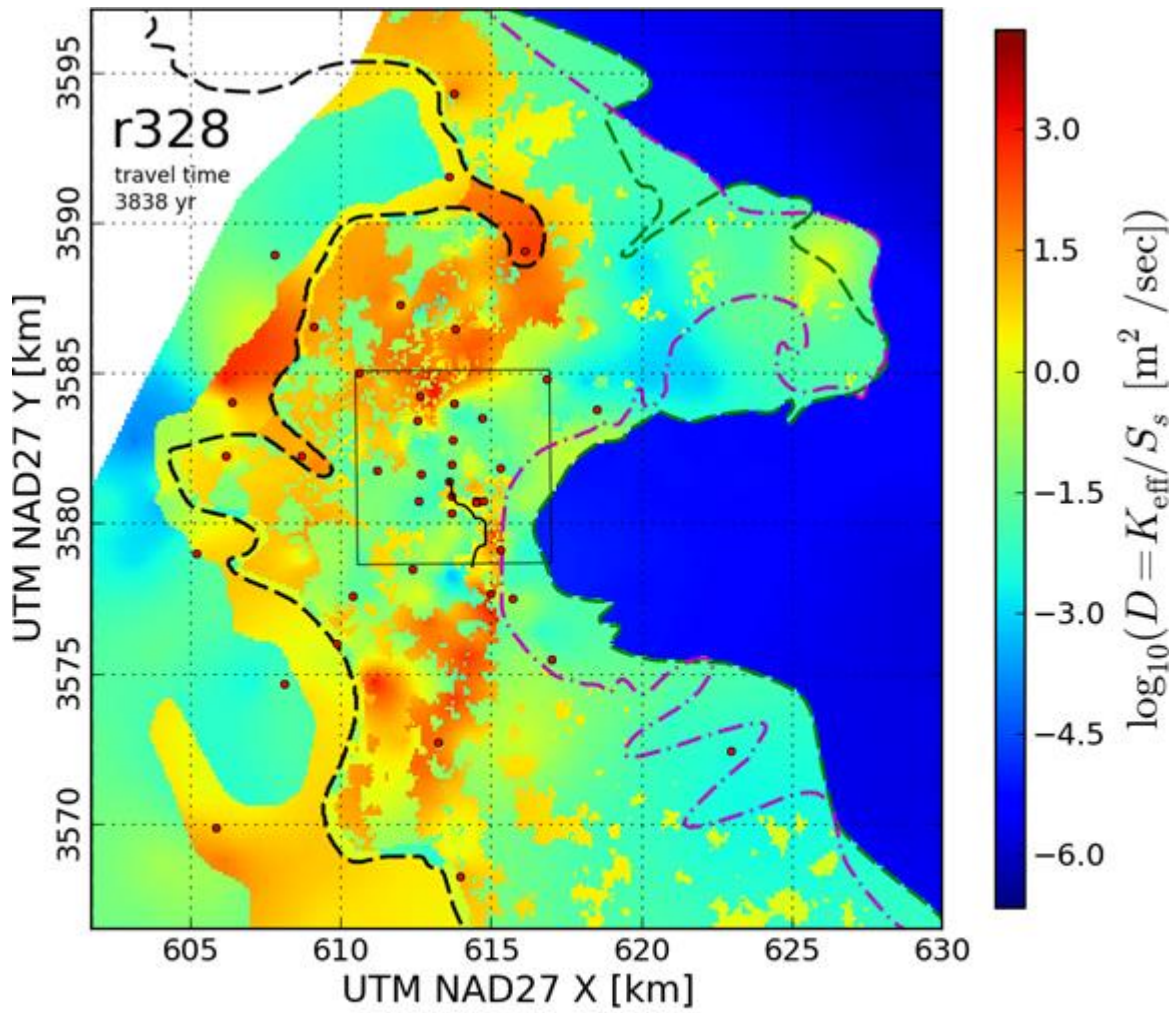 r328
travel time
3838 yr
3595
3590
3585
3580
3575
3570
UTM NAD27 Y [km]
605 610 615 620 625 630
UTM NAD27 X [km]
3.0
1.5
0.0
−1.5
−3.0
−4.5
−6.0
log₁₀(D = K_eff/S_s [m² /sec])